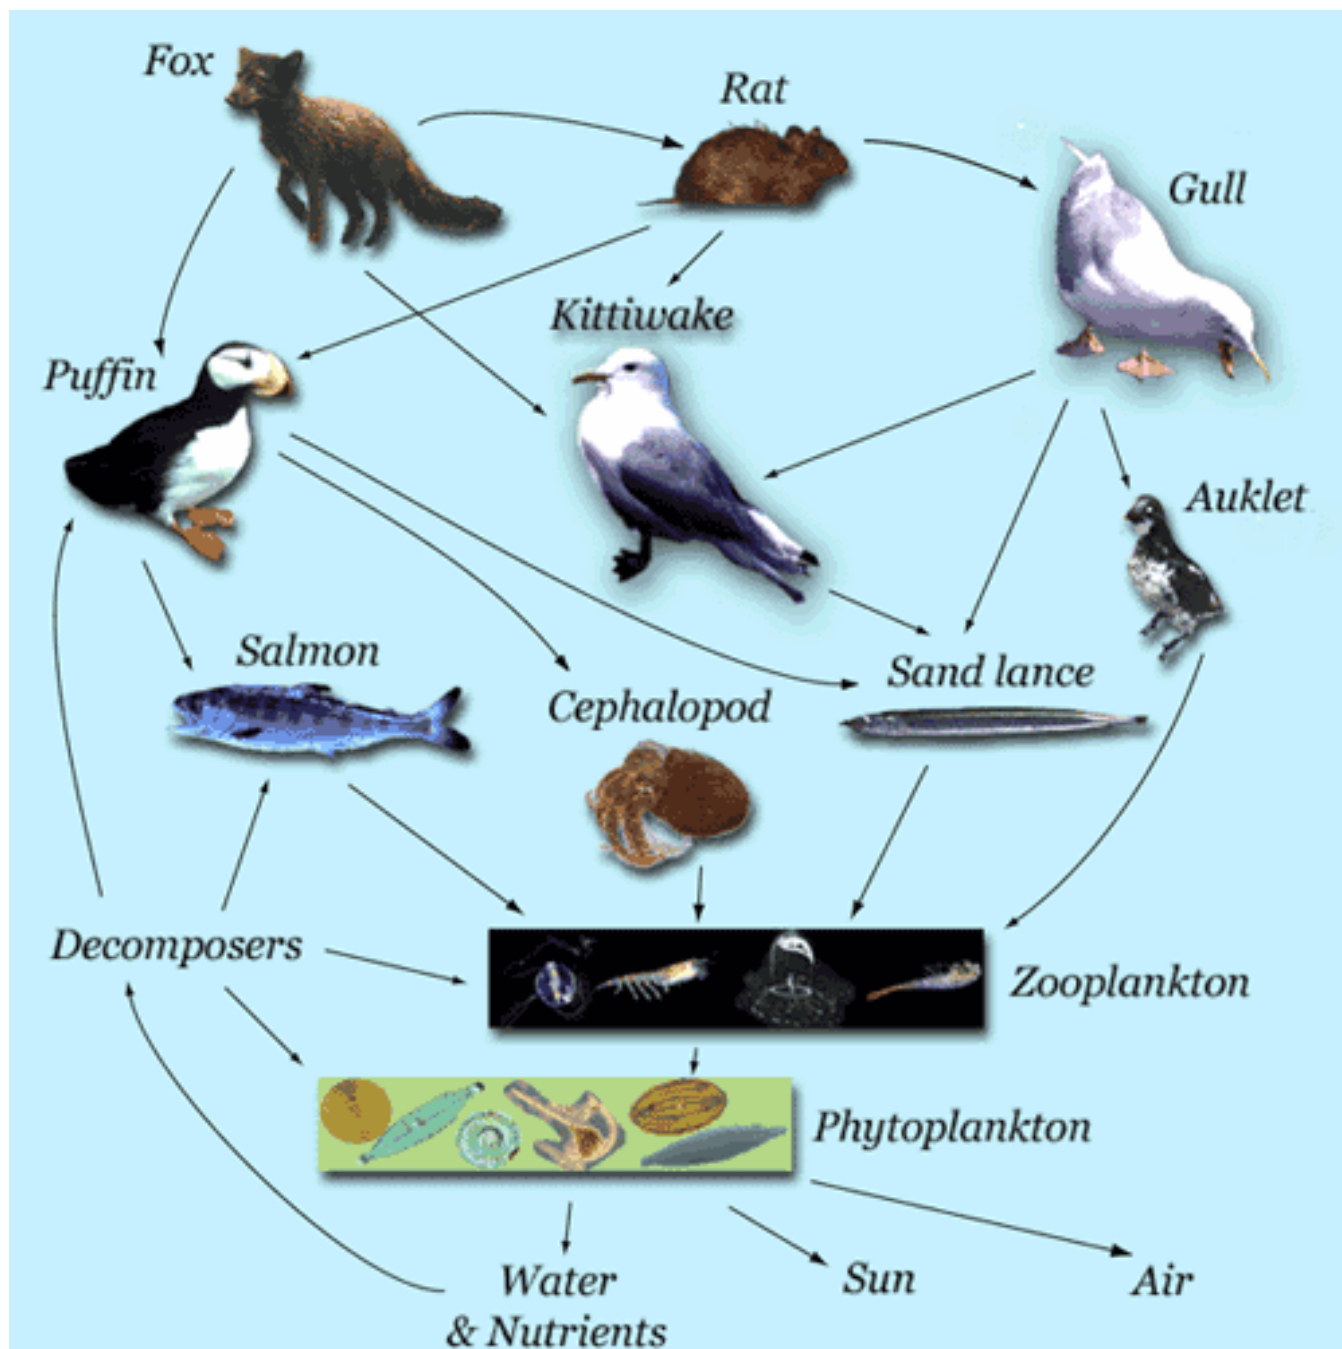 Fox
Rat
Gull
Kittiwake
Puffin
Auklet
Salmon
Sand lance
Cephalopod
Decomposers
Zooplankton
Phytoplankton
Water
& Nutrients
Sun
Air